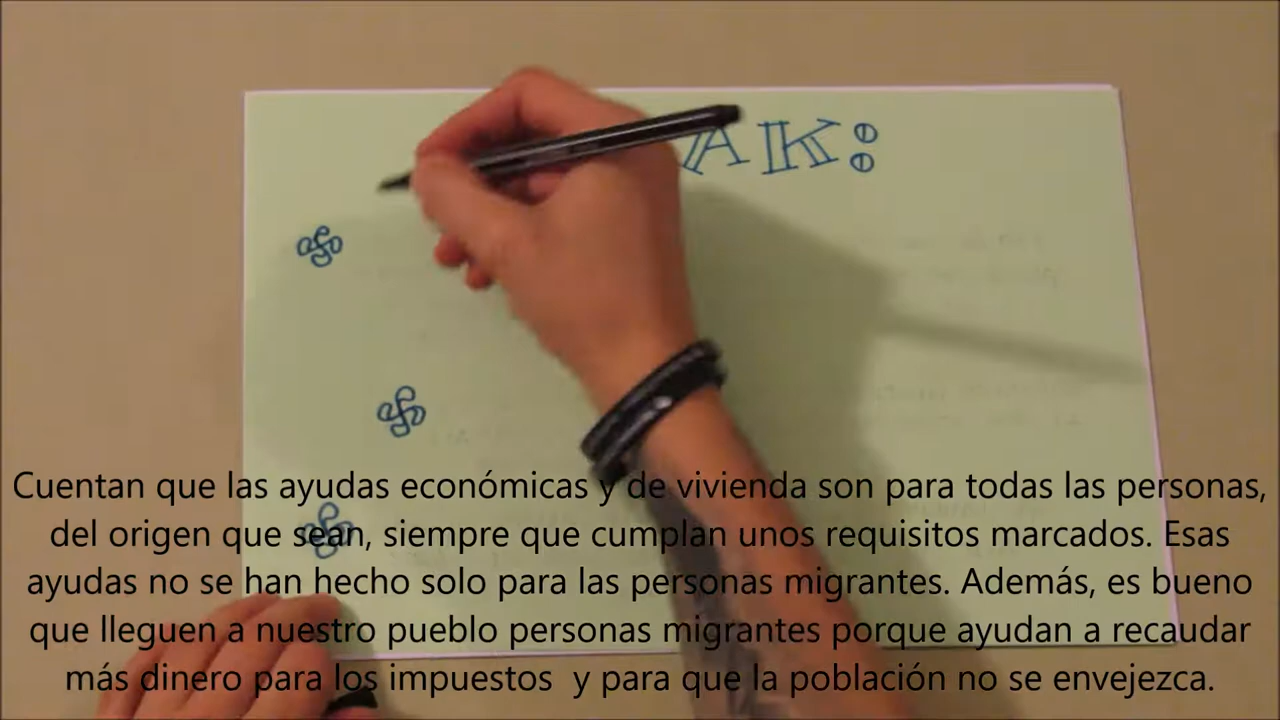 AK:
Cuentan que las ayudas económicas y de vivienda son para todas las personas,
del origen que sean, siempre que cumplan unos requisitos marcados. Esas
ayudas no se han hecho solo para las personas migrantes. Además, es bueno
que lleguen a nuestro pueblo personas migrantes porque ayudan a recaudar
más dinero para los impuestos y para que la población no se envejezca.